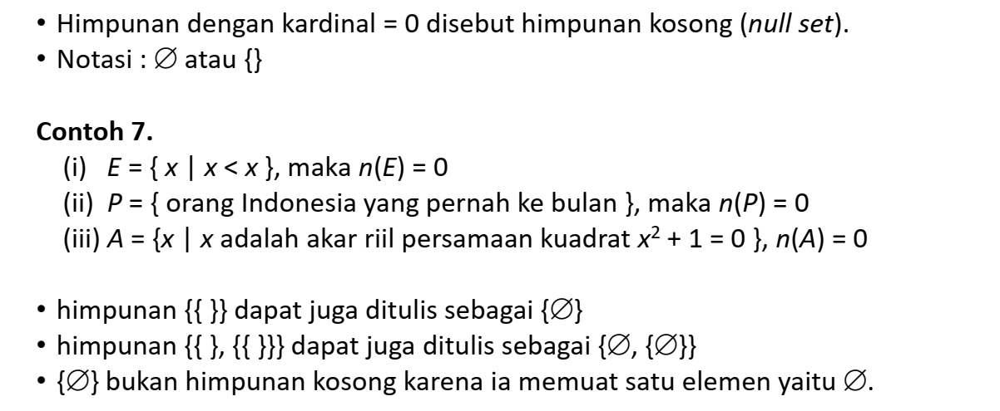 • Himpunan dengan kardinal = 0 disebut himpunan kosong (null set).
• Notasi : ∅ atau {}
Contoh 7.
(i) E = { x | x < x }, maka n(E) = 0
(ii) P = { orang Indonesia yang pernah ke bulan }, maka n(P) = 0
(iii) A = {x | x adalah akar riil persamaan kuadrat x² + 1 = 0 }, n(A) = 0
• himpunan {{ }} dapat juga ditulis sebagai {∅}
• himpunan {{ }, {{ }}} dapat juga ditulis sebagai {∅, {∅}}
• {∅} bukan himpunan kosong karena ia memuat satu elemen yaitu ∅.